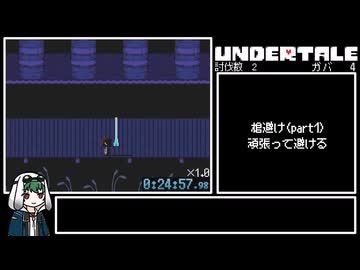 UNDERTALE
討伐数 2 ガバ 4
槍避け(part1)
頑張って避ける
×1.0
0:24:57.98